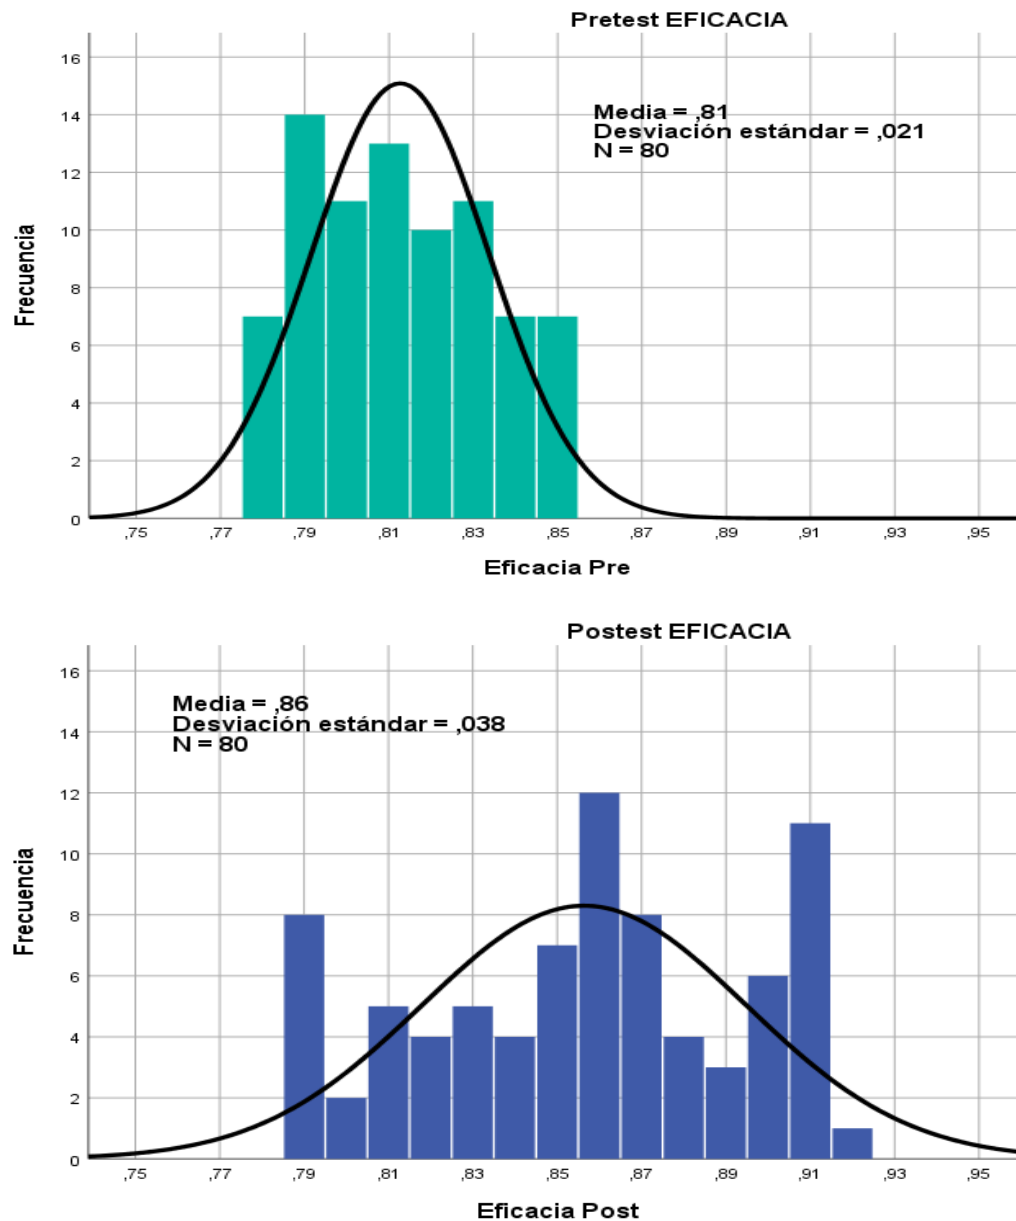 Pretest EFICACIA
16
14
12
10
8
6
4
2
0
Frecuencia
Media = ,81
Desviación estándar = ,021
N = 80
,75 ,77 ,79 ,81 ,83 ,85 ,87 ,89 ,91 ,93 ,95
Eficacia Pre
Postest EFICACIA
16
14
12
10
8
6
4
2
0
Frecuencia
Media = ,86
Desviación estándar = ,038
N = 80
,75 ,77 ,79 ,81 ,83 ,85 ,87 ,89 ,91 ,93 ,95
Eficacia Post